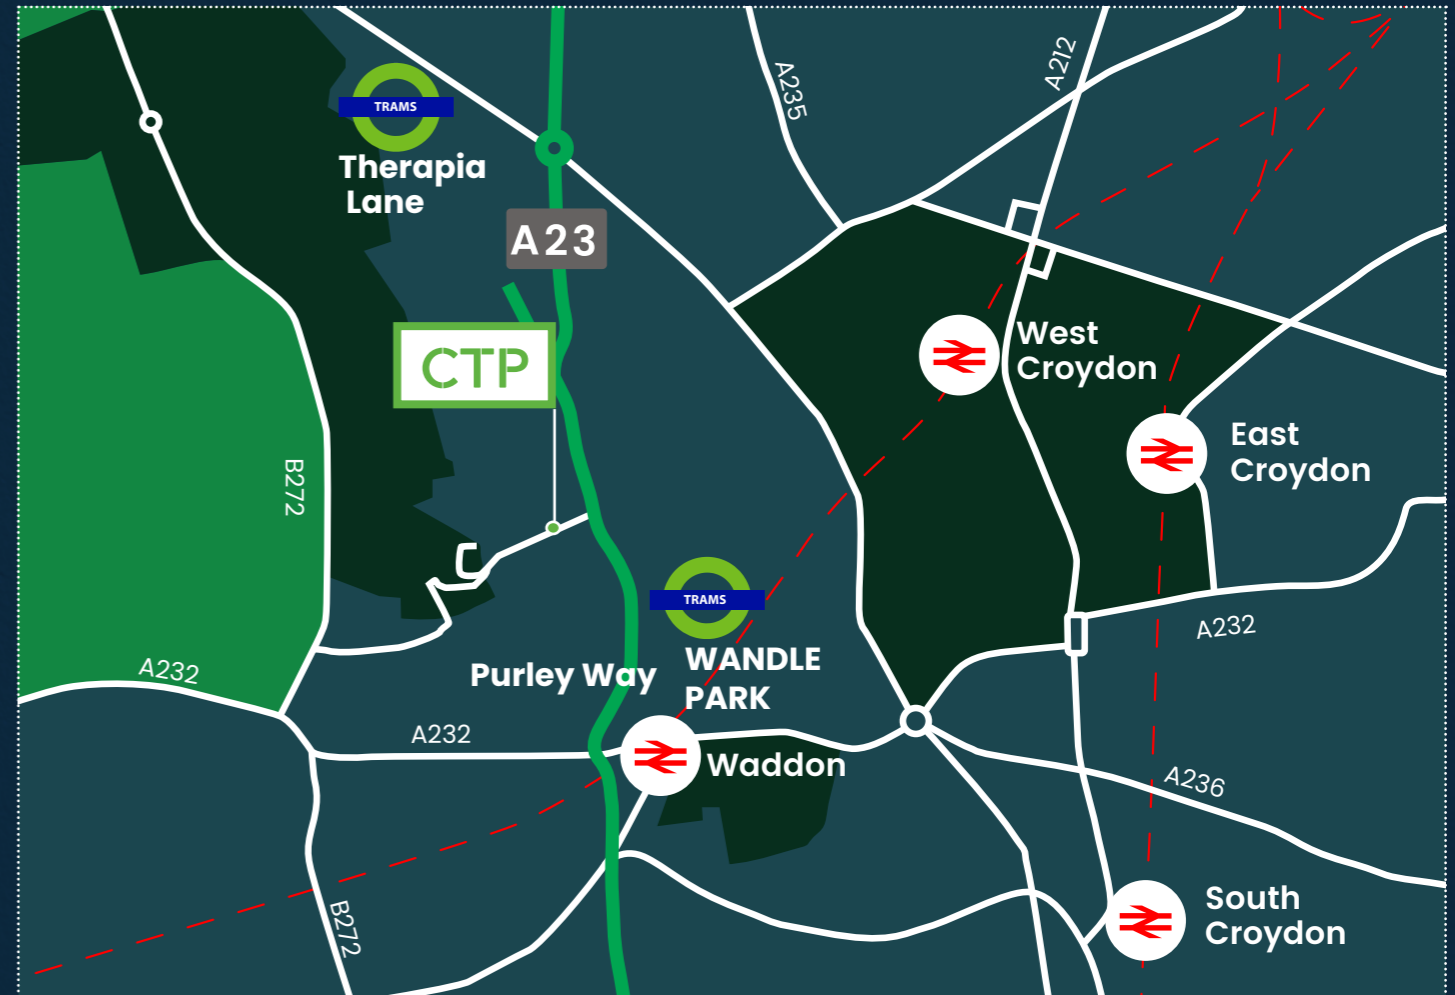 A235
A212
TRAMS
Therapia
Lane
A23
CTP
West
Croydon
East
Croydon
B272
TRAMS
WANDLE
PARK
Purley Way
A232
A232
A232
Waddon
A236
South
Croydon
B272